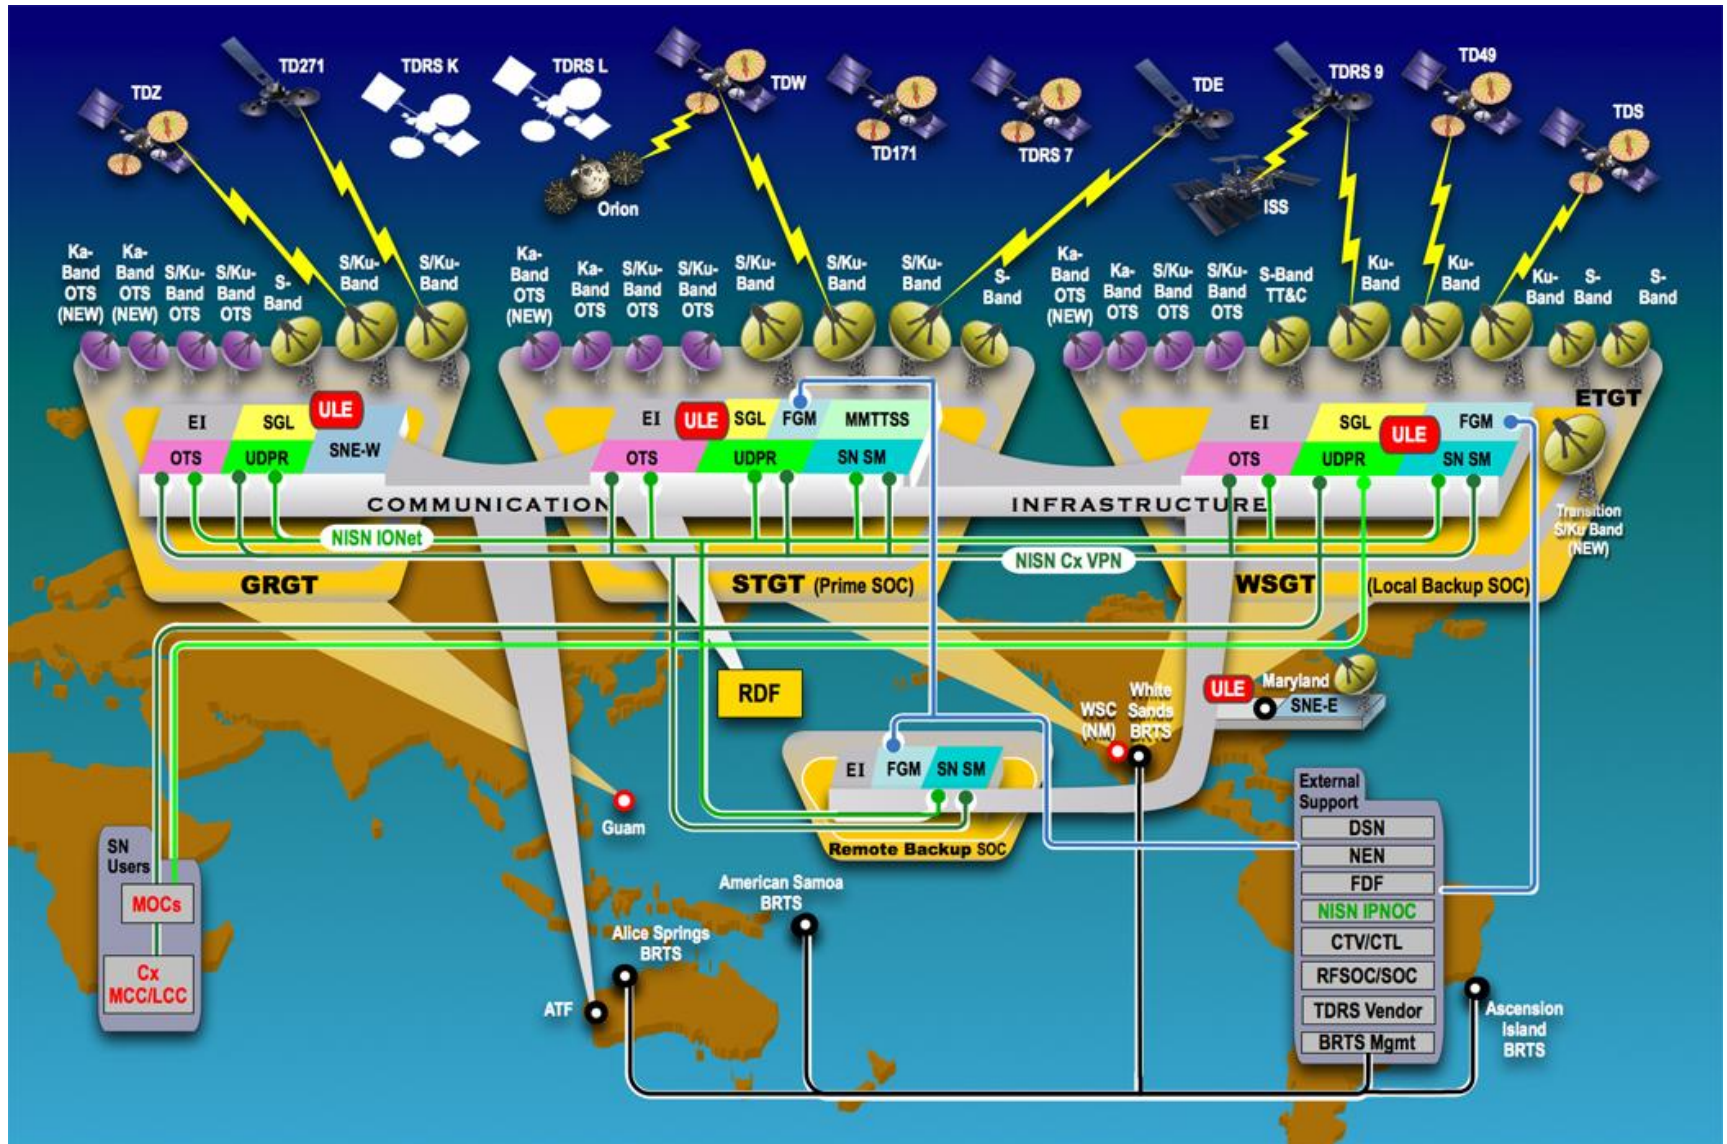 TDZ
TD271
TDRS K
TDRS L
TDW
TD171
TDRS 7
TDE
TDRS 9
TD49
TDS
Orion
ISS
Ka-
Band
OTS
(NEW)
Ka-
Band
OTS
(NEW)
S/Ku-
Band
OTS
S/Ku-
Band
OTS
S-
Band
S/Ku-
Band
S/Ku-
Band
Ka-
Band
OTS
(NEW)
Ka-
Band
OTS
S/Ku-
Band
OTS
S/Ku-
Band
OTS
S/Ku-
Band
S/Ku-
Band
S/Ku-
Band
S-
Band
Ka-
Band
OTS
(NEW)
Ka-
Band
OTS
S/Ku-
Band
OTS
S/Ku-
Band
OTS
S-Band
TT&C
Ku-
Band
Ku-
Band
Ku-
Band
S-
Band
S-
Band
EI
SGL
ULE
OTS
UDPR
SNE-W
EI
ULE
SGL
FGM
MMTTSS
OTS
UDPR
SN SM
EI
SGL
ULE
FGM
OTS
UDPR
SN SM
ETGT
Transition
S/Ku Band
(NEW)
COMMUNICATION
INFRASTRUCTURE
NISN IONet
NISN Cx VPN
GRGT
STGT (Prime SOC)
WSGT (Local Backup SOC)
RDF
WSC
(NM)
White
Sands
BRTS
ULE
Maryland
SNE-E
EI
FGM
SN SM
Remote Backup SOC
Guam
SN
Users
MOCs
Cx
MCC/LCC
American Samoa
BRTS
Alice Springs
BRTS
ATF
External
Support
DSN
NEN
FDF
NISN IPNOC
CTV/CTL
RFSOC/SOC
TDRS Vendor
BRTS Mgmt
Ascension
Island
BRTS